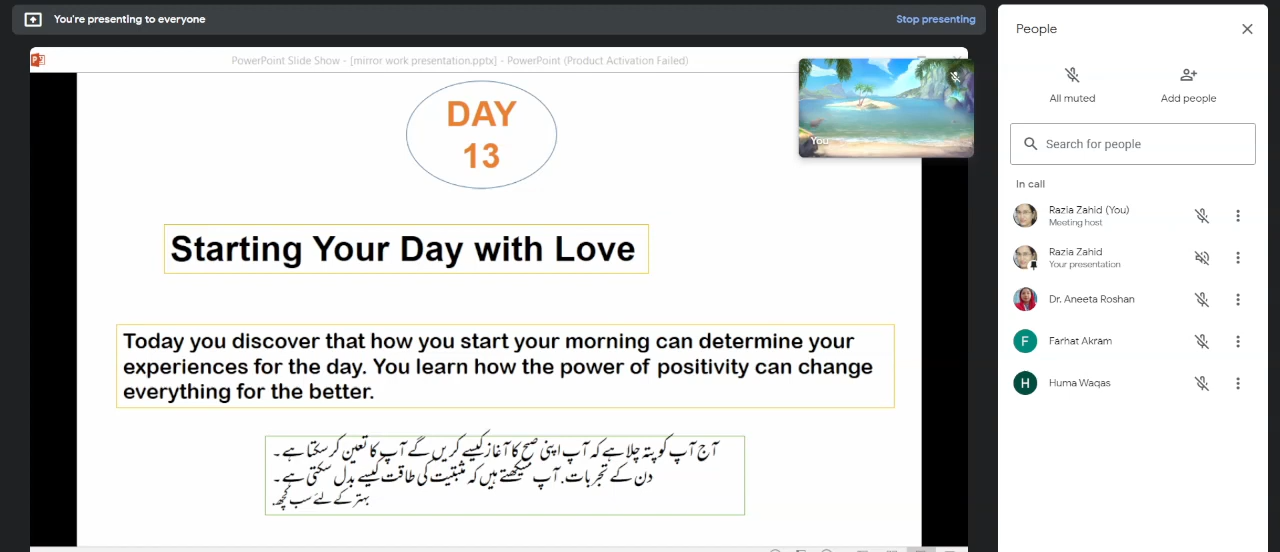 You're presenting to everyone
Stop presenting
PowerPoint Slide Show - [mirror work presentation.pptx] - PowerPoint (Product Activation Failed)
DAY
13
You
Starting Your Day with Love
Today you discover that how you start your morning can determine your
experiences for the day. You learn how the power of positivity can change
everything for the better.
آج آپ کو پتہ چلا ہے کہ آپ اپنی صبح کا آغاز کیسے کریں گے آپ کا تعین کر سکتا ہے ۔
دن کے تجربات. آپ سیکھتے ہیں کہ مثبتیت کی طاقت کیسے بدل سکتی ہے ۔
بہتر کے لئے سب کچھ.
People
All muted
Add people
Search for people
In call
Razia Zahid (You)
Meeting host
Razia Zahid
Your presentation
Dr. Aneeta Roshan
F
Farhat Akram
H
Huma Waqas